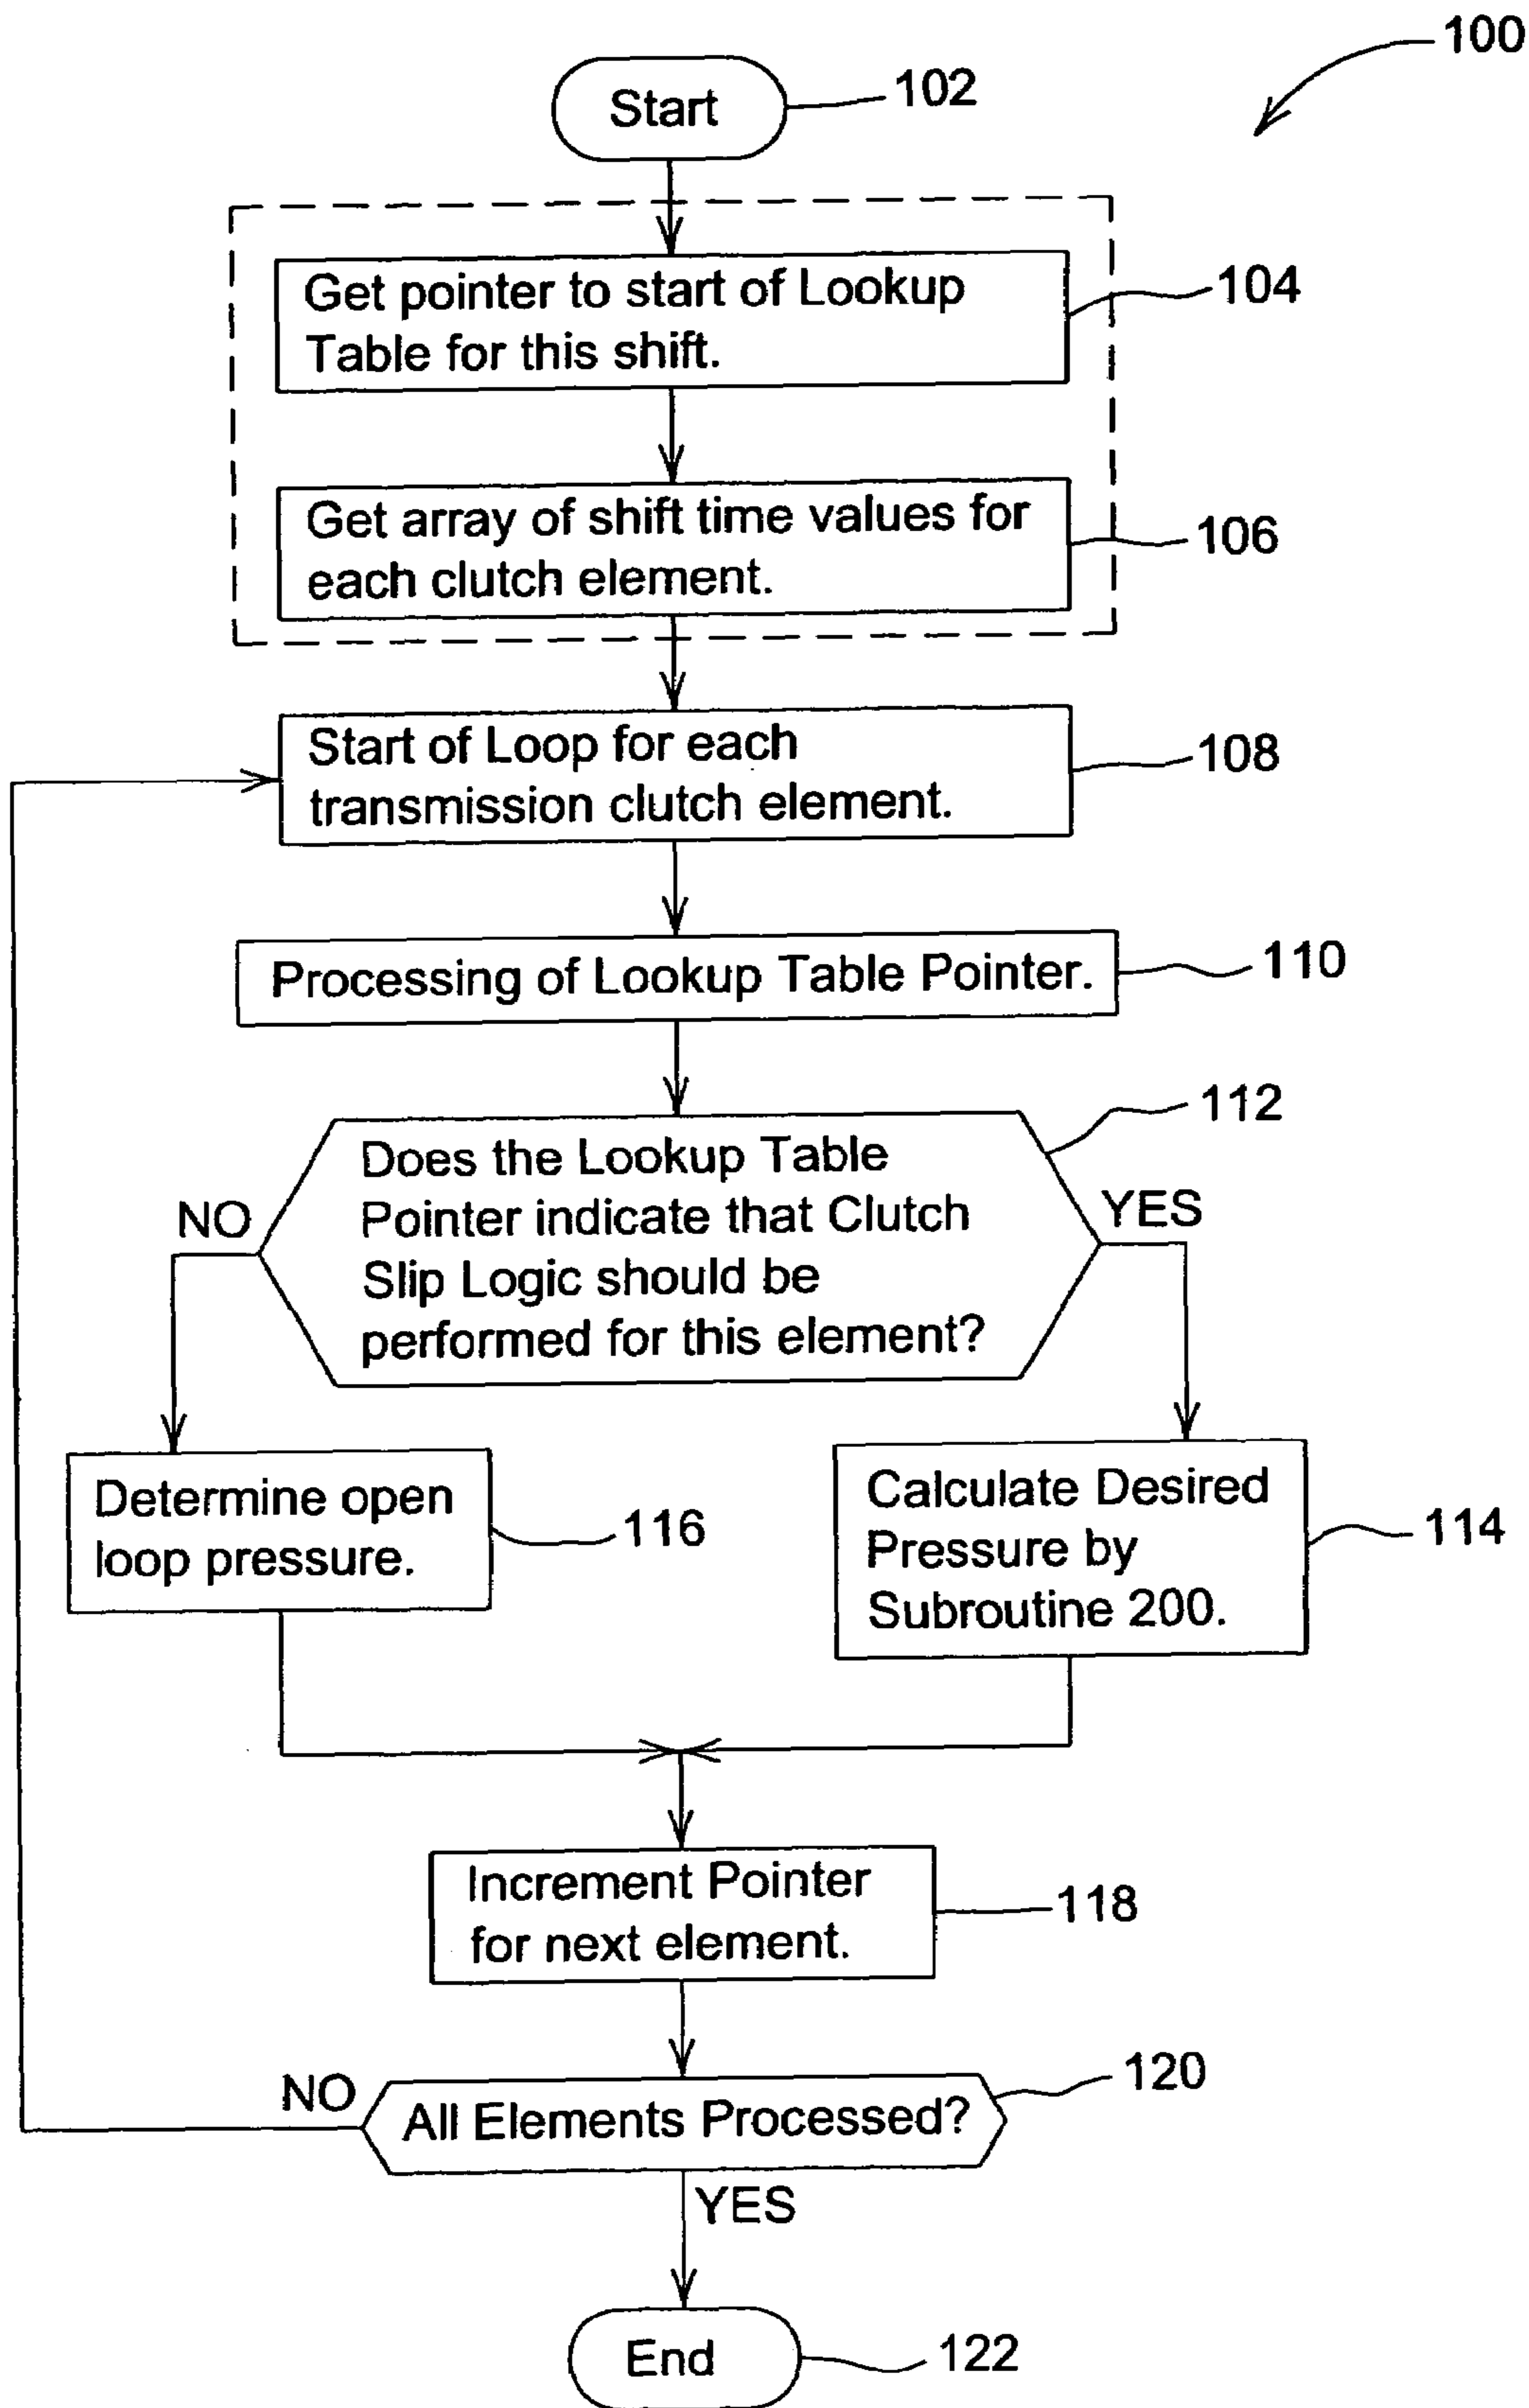 100
Start
102
Get pointer to start of Lookup
Table for this shift.
104
Get array of shift time values for
each clutch element.
106
Start of Loop for each
transmission clutch element.
108
Processing of Lookup Table Pointer.
110
112
Does the Lookup Table
Pointer indicate that Clutch
Slip Logic should be
performed for this element?
NO
YES
Determine open
loop pressure.
116
Calculate Desired
Pressure by
Subroutine 200.
114
Increment Pointer
for next element.
118
120
NO
All Elements Processed?
YES
End
122